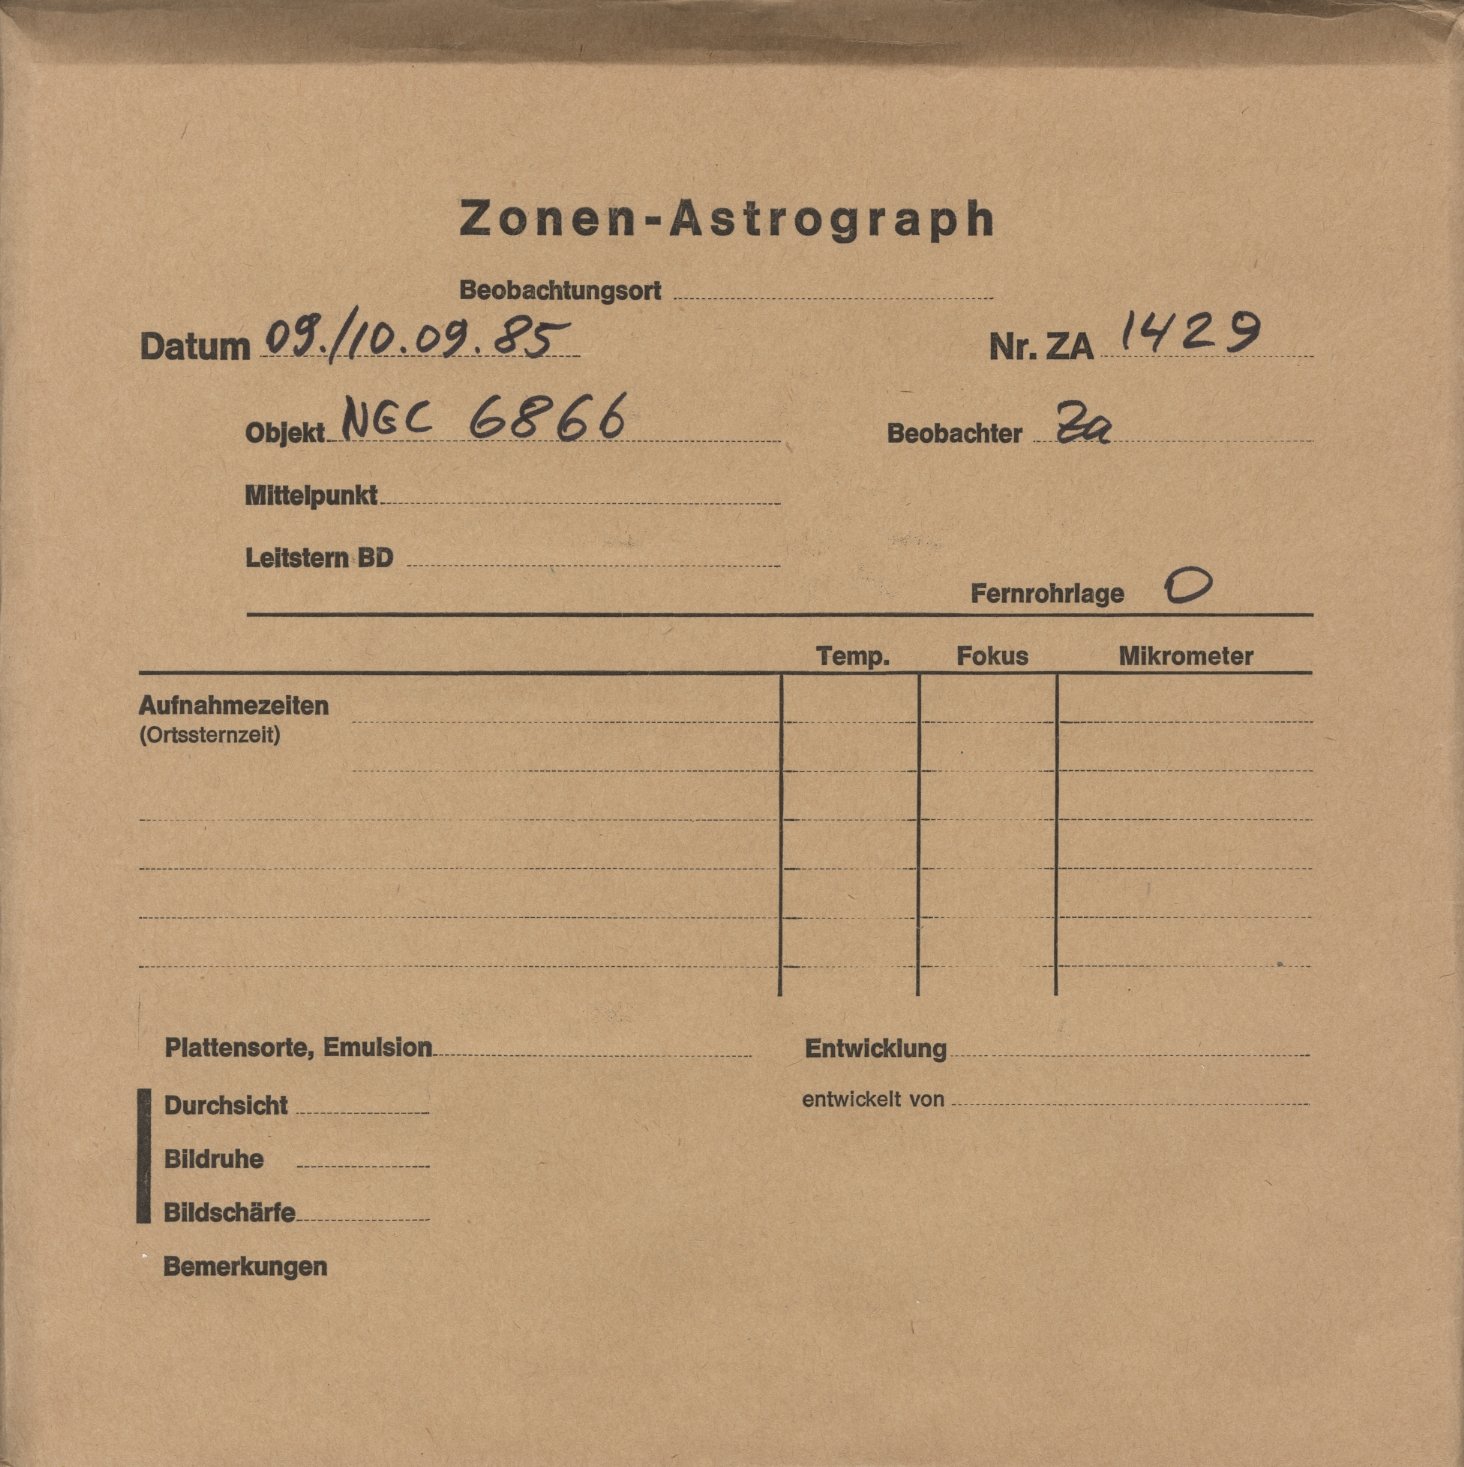 Zonen-Astrograph
Beobachtungsort
Datum 09./10.09.85 Nr. ZA 1429
Objekt NGC 6866 Beobachter Za
Mittelpunkt
Leitstern BD
Fernrohrlage O
Temp. Fokus Mikrometer
Aufnahmezeiten
(Ortssternzeit)
Plattensorte, Emulsion Entwicklung
Durchsicht entwickelt von
Bildruhe
Bildschärfe
Bemerkungen